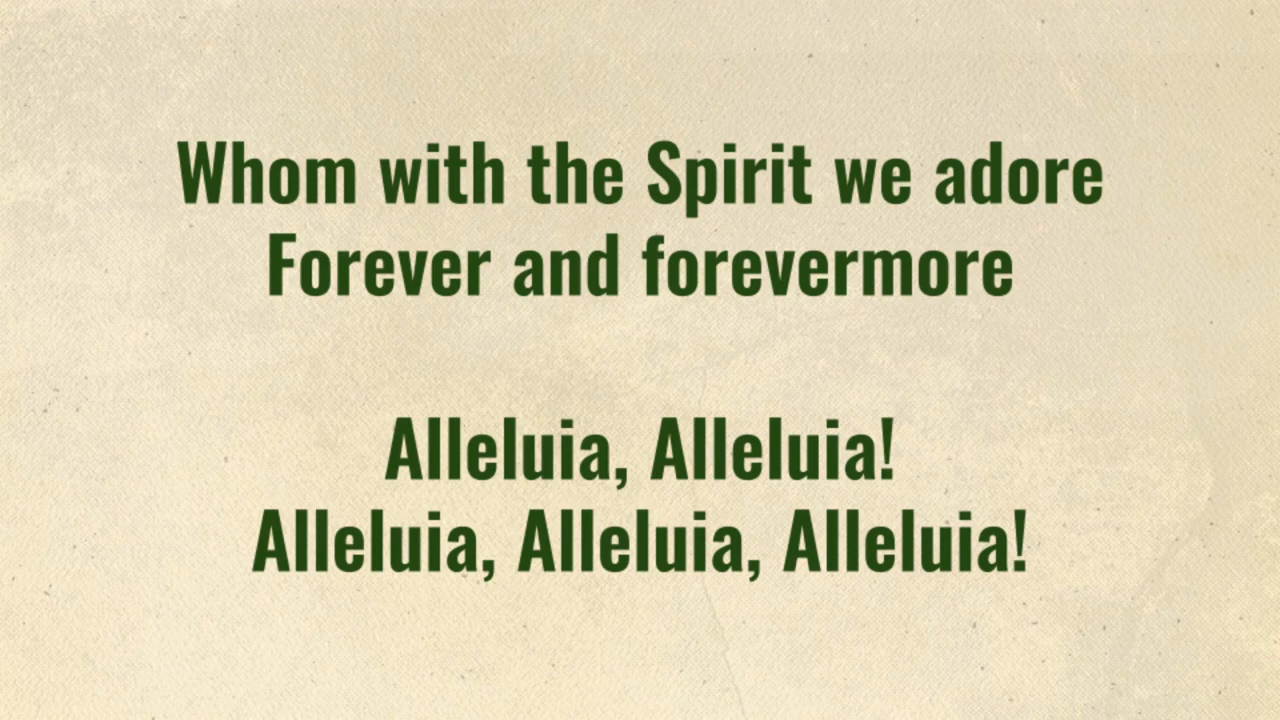 Whom with the Spirit we adore
Forever and forevermore
Alleluia, Alleluia!
Alleluia, Alleluia, Alleluia!